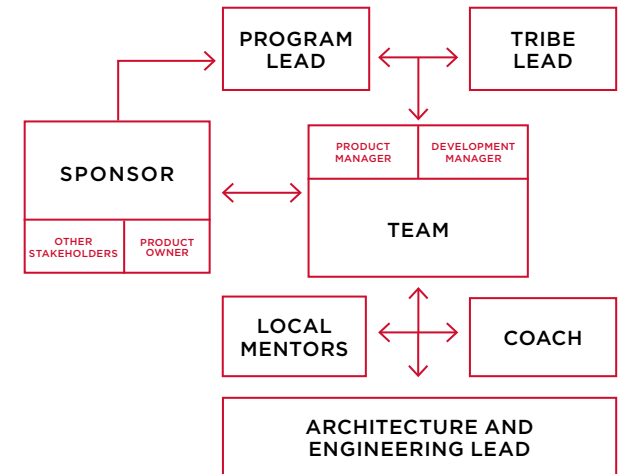 PROGRAM
LEAD
TRIBE
LEAD
SPONSOR
OTHER
STAKEHOLDERS
PRODUCT
OWNER
PRODUCT
MANAGER
DEVELOPMENT
MANAGER
TEAM
LOCAL
MENTORS
COACH
ARCHITECTURE AND
ENGINEERING LEAD